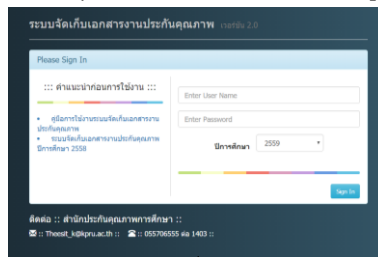 ระบบจัดเก็บเอกสารงานประกันคุณภาพ เวอร์ชั่น 2.0
Please Sign In
::: คำแนะนำก่อนการใช้งาน :::
• คู่มือการใช้งานระบบจัดเก็บเอกสารงานประกันคุณภาพ
• ระบบจัดเก็บเอกสารงานประกันคุณภาพ
ปีการศึกษา 2558
Enter User Name
Enter Password
ปีการศึกษา 2559
Sign In
ติดต่อ :: สำนักประกันคุณภาพการศึกษา ::
:: Theesit_k@kpru.ac.th :: :: 055706555 ต่อ 1403 ::